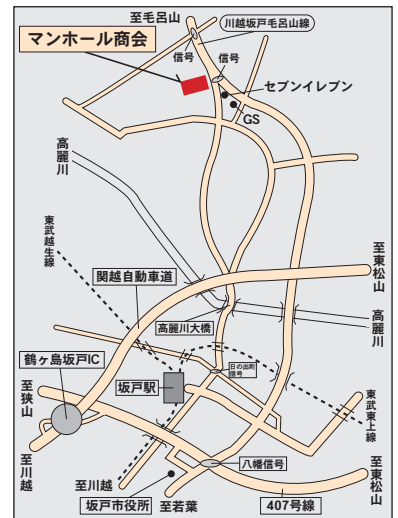 至毛呂山
川越坂戸毛呂山線
マンホール商会
信号
信号
セブンイレブン
GS
高麗川
東武越生線
関越自動車道
至東松山
高麗川大橋
高麗川
鶴ヶ島坂戸IC
日の出町
信号
坂戸駅
至狭山
東武東上線
至川越
八幡信号
至川越
至東松山
坂戸市役所
至若葉
407号線